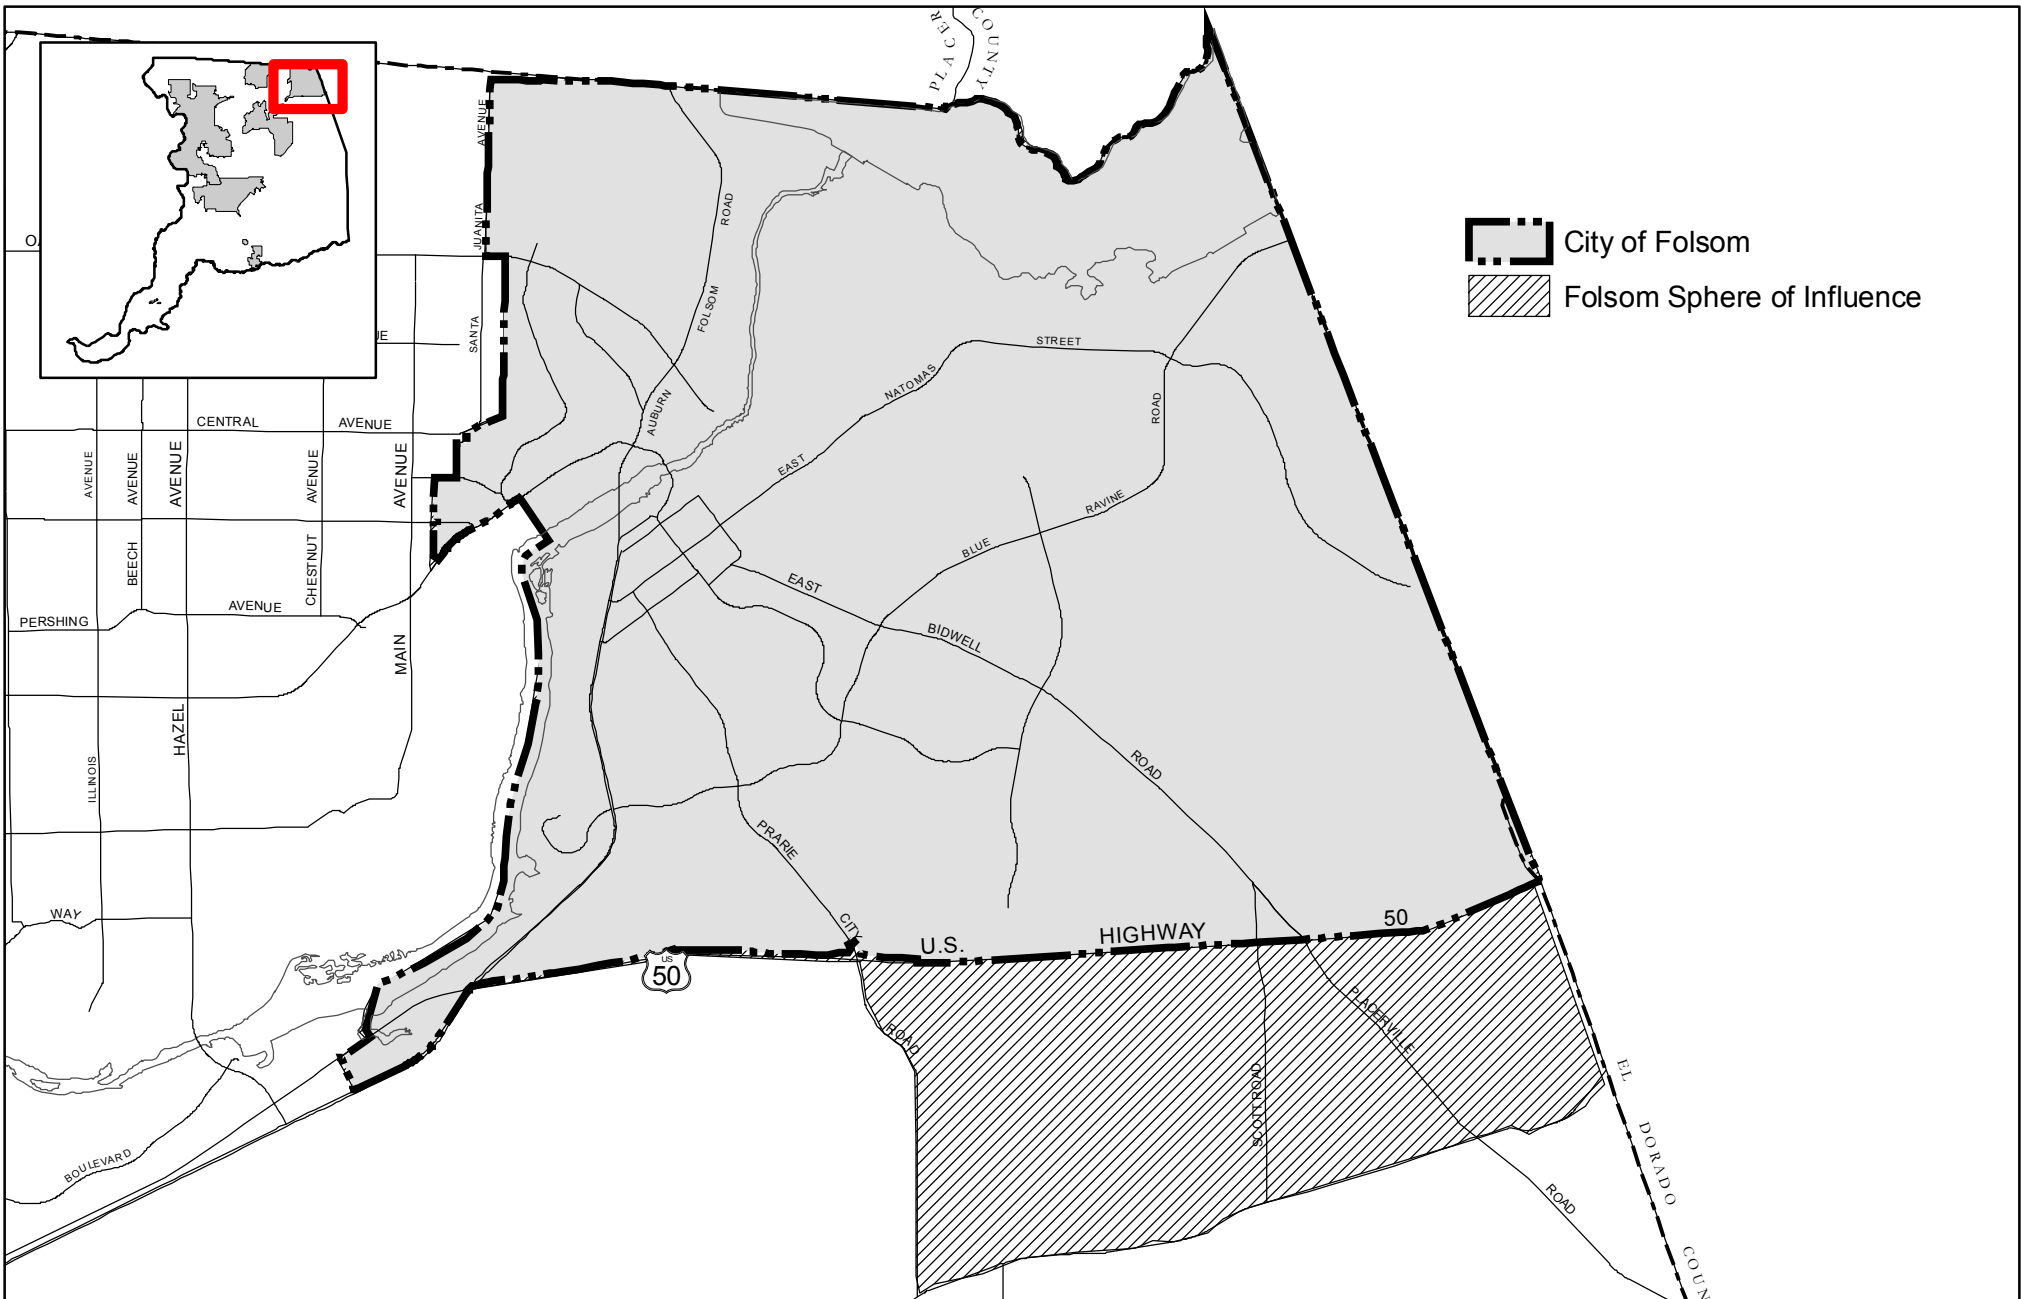 PLACER
COUNTY
AVENUE
JUANITA
ROAD
City of Folsom
Folsom Sphere of Influence
FOLSOM
SANTA
STREET
NATOMAS
AUBURN
ROAD
CENTRAL
AVENUE
EAST
AVENUE
AVENUE
AVENUE
AVENUE
AVENUE
RAVINE
BLUE
BEECH
CHESTNUT
EAST
AVENUE
PERSHING
BIDWELL
MAIN
HAZEL
ROAD
ILLINOIS
PRARIE
WAY
CITY
U.S.
HIGHWAY
50
US
50
ROAD
PLACERVILLE
SCOTT ROAD
EL
DORADO
BOULEVARD
ROAD
COUN